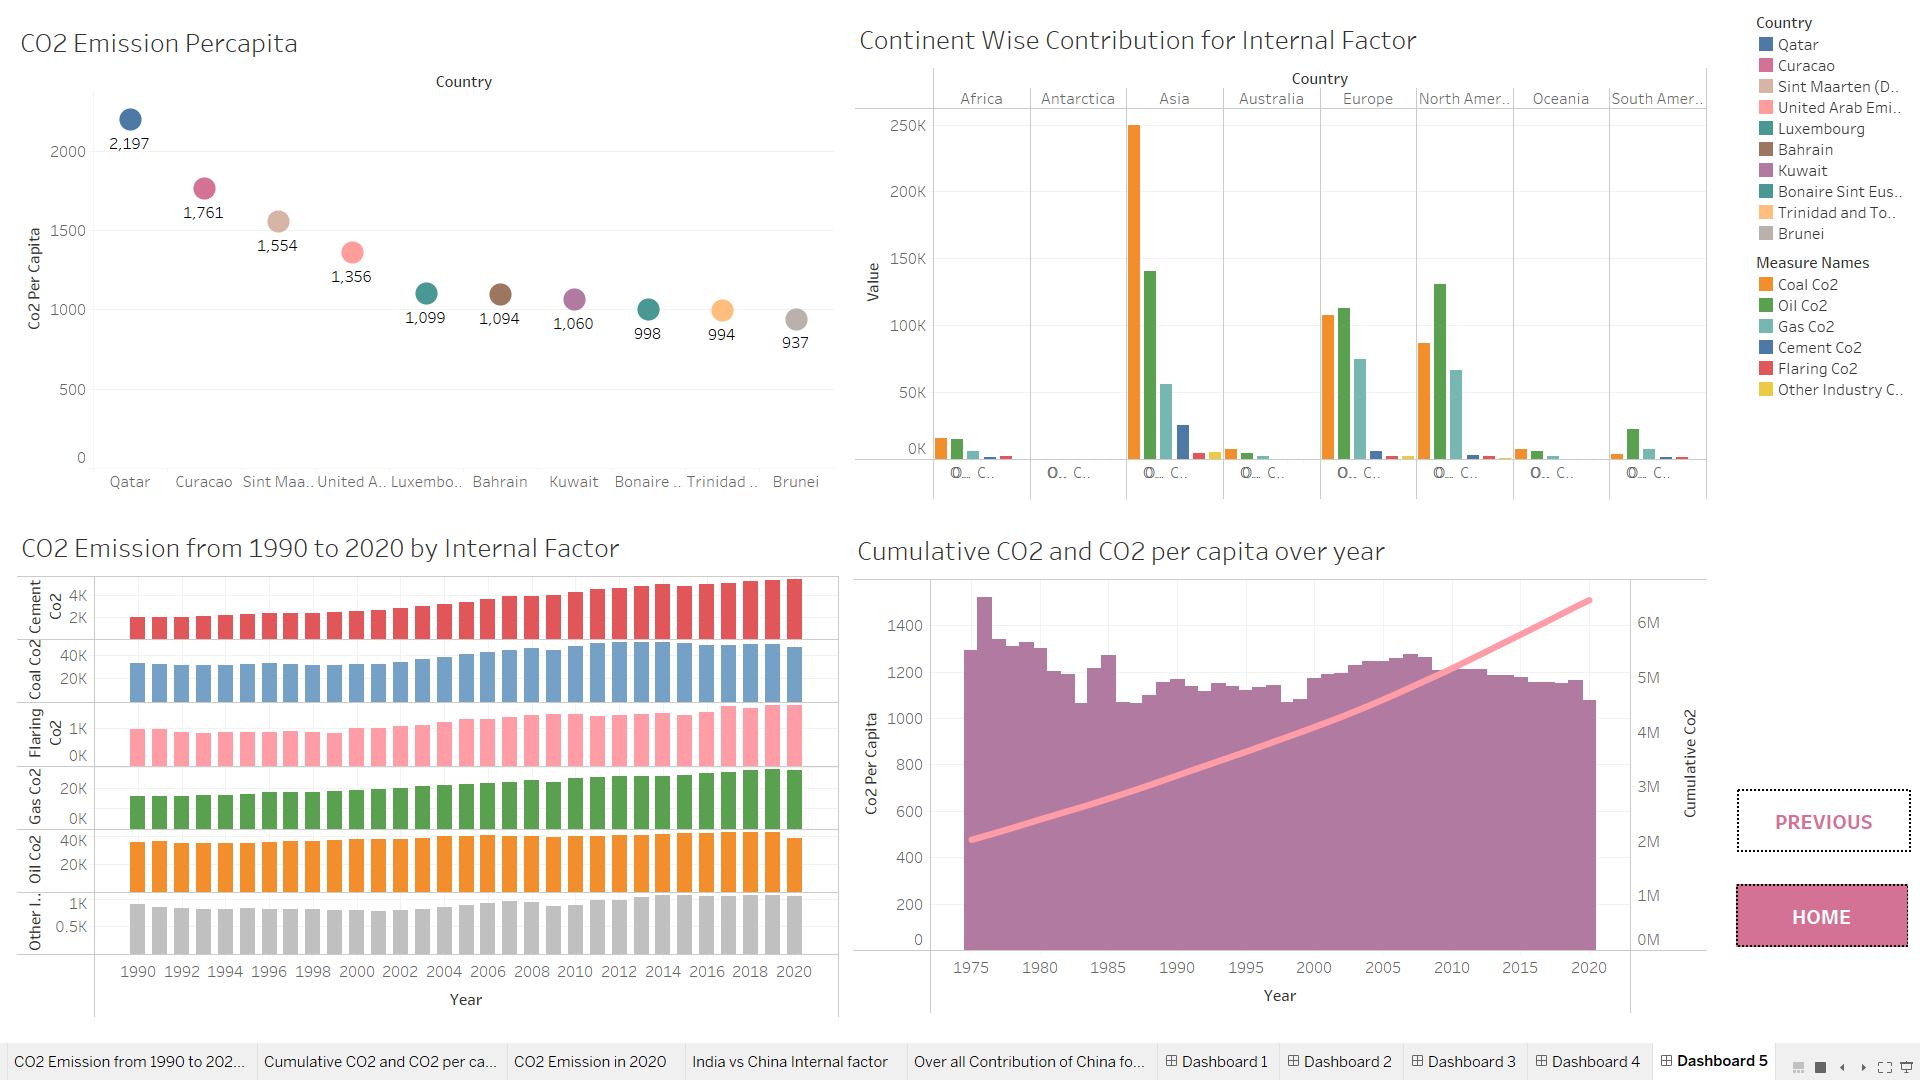 CO2 Emission Percapita
Country
Co2 Per Capita
2000
1500
1000
500
0
2,197
1,761
1,554
1,356
1,099
1,094
1,060
998
994
937
Qatar Curacao Sint Maa.. United A.. Luxembo.. Bahrain Kuwait Bonaire .. Trinidad .. Brunei
Continent Wise Contribution for Internal Factor
Country
Africa Antarctica Asia Australia Europe North Amer.. Oceania South Amer..
Value
250K
200K
150K
100K
50K
0K
O.. C.. O.. C.. O.. C.. O.. C.. O.. C.. O.. C.. O.. C.. O.. C..
Country
Qatar
Curacao
Sint Maarten (D..
United Arab Emi..
Luxembourg
Bahrain
Kuwait
Bonaire Sint Eus..
Trinidad and To..
Brunei
Measure Names
Coal Co2
Oil Co2
Gas Co2
Cement Co2
Flaring Co2
Other Industry C..
CO2 Emission from 1990 to 2020 by Internal Factor
Cement
Co2
4K
2K
Coal Co2
40K
20K
Flaring
Co2
1K
0K
Gas Co2
20K
0K
Oil Co2
40K
20K
Other I..
1K
0.5K
1990 1992 1994 1996 1998 2000 2002 2004 2006 2008 2010 2012 2014 2016 2018 2020
Year
Cumulative CO2 and CO2 per capita over year
Co2 Per Capita
1400
1200
1000
800
600
400
200
0
Cumulative Co2
6M
5M
4M
3M
2M
1M
0M
1975 1980 1985 1990 1995 2000 2005 2010 2015 2020
Year
PREVIOUS
HOME
CO2 Emission from 1990 to 202... Cumulative CO2 and CO2 per ca... CO2 Emission in 2020 India vs China Internal factor Over all Contribution of China fo... Dashboard 1 Dashboard 2 Dashboard 3 Dashboard 4 Dashboard 5